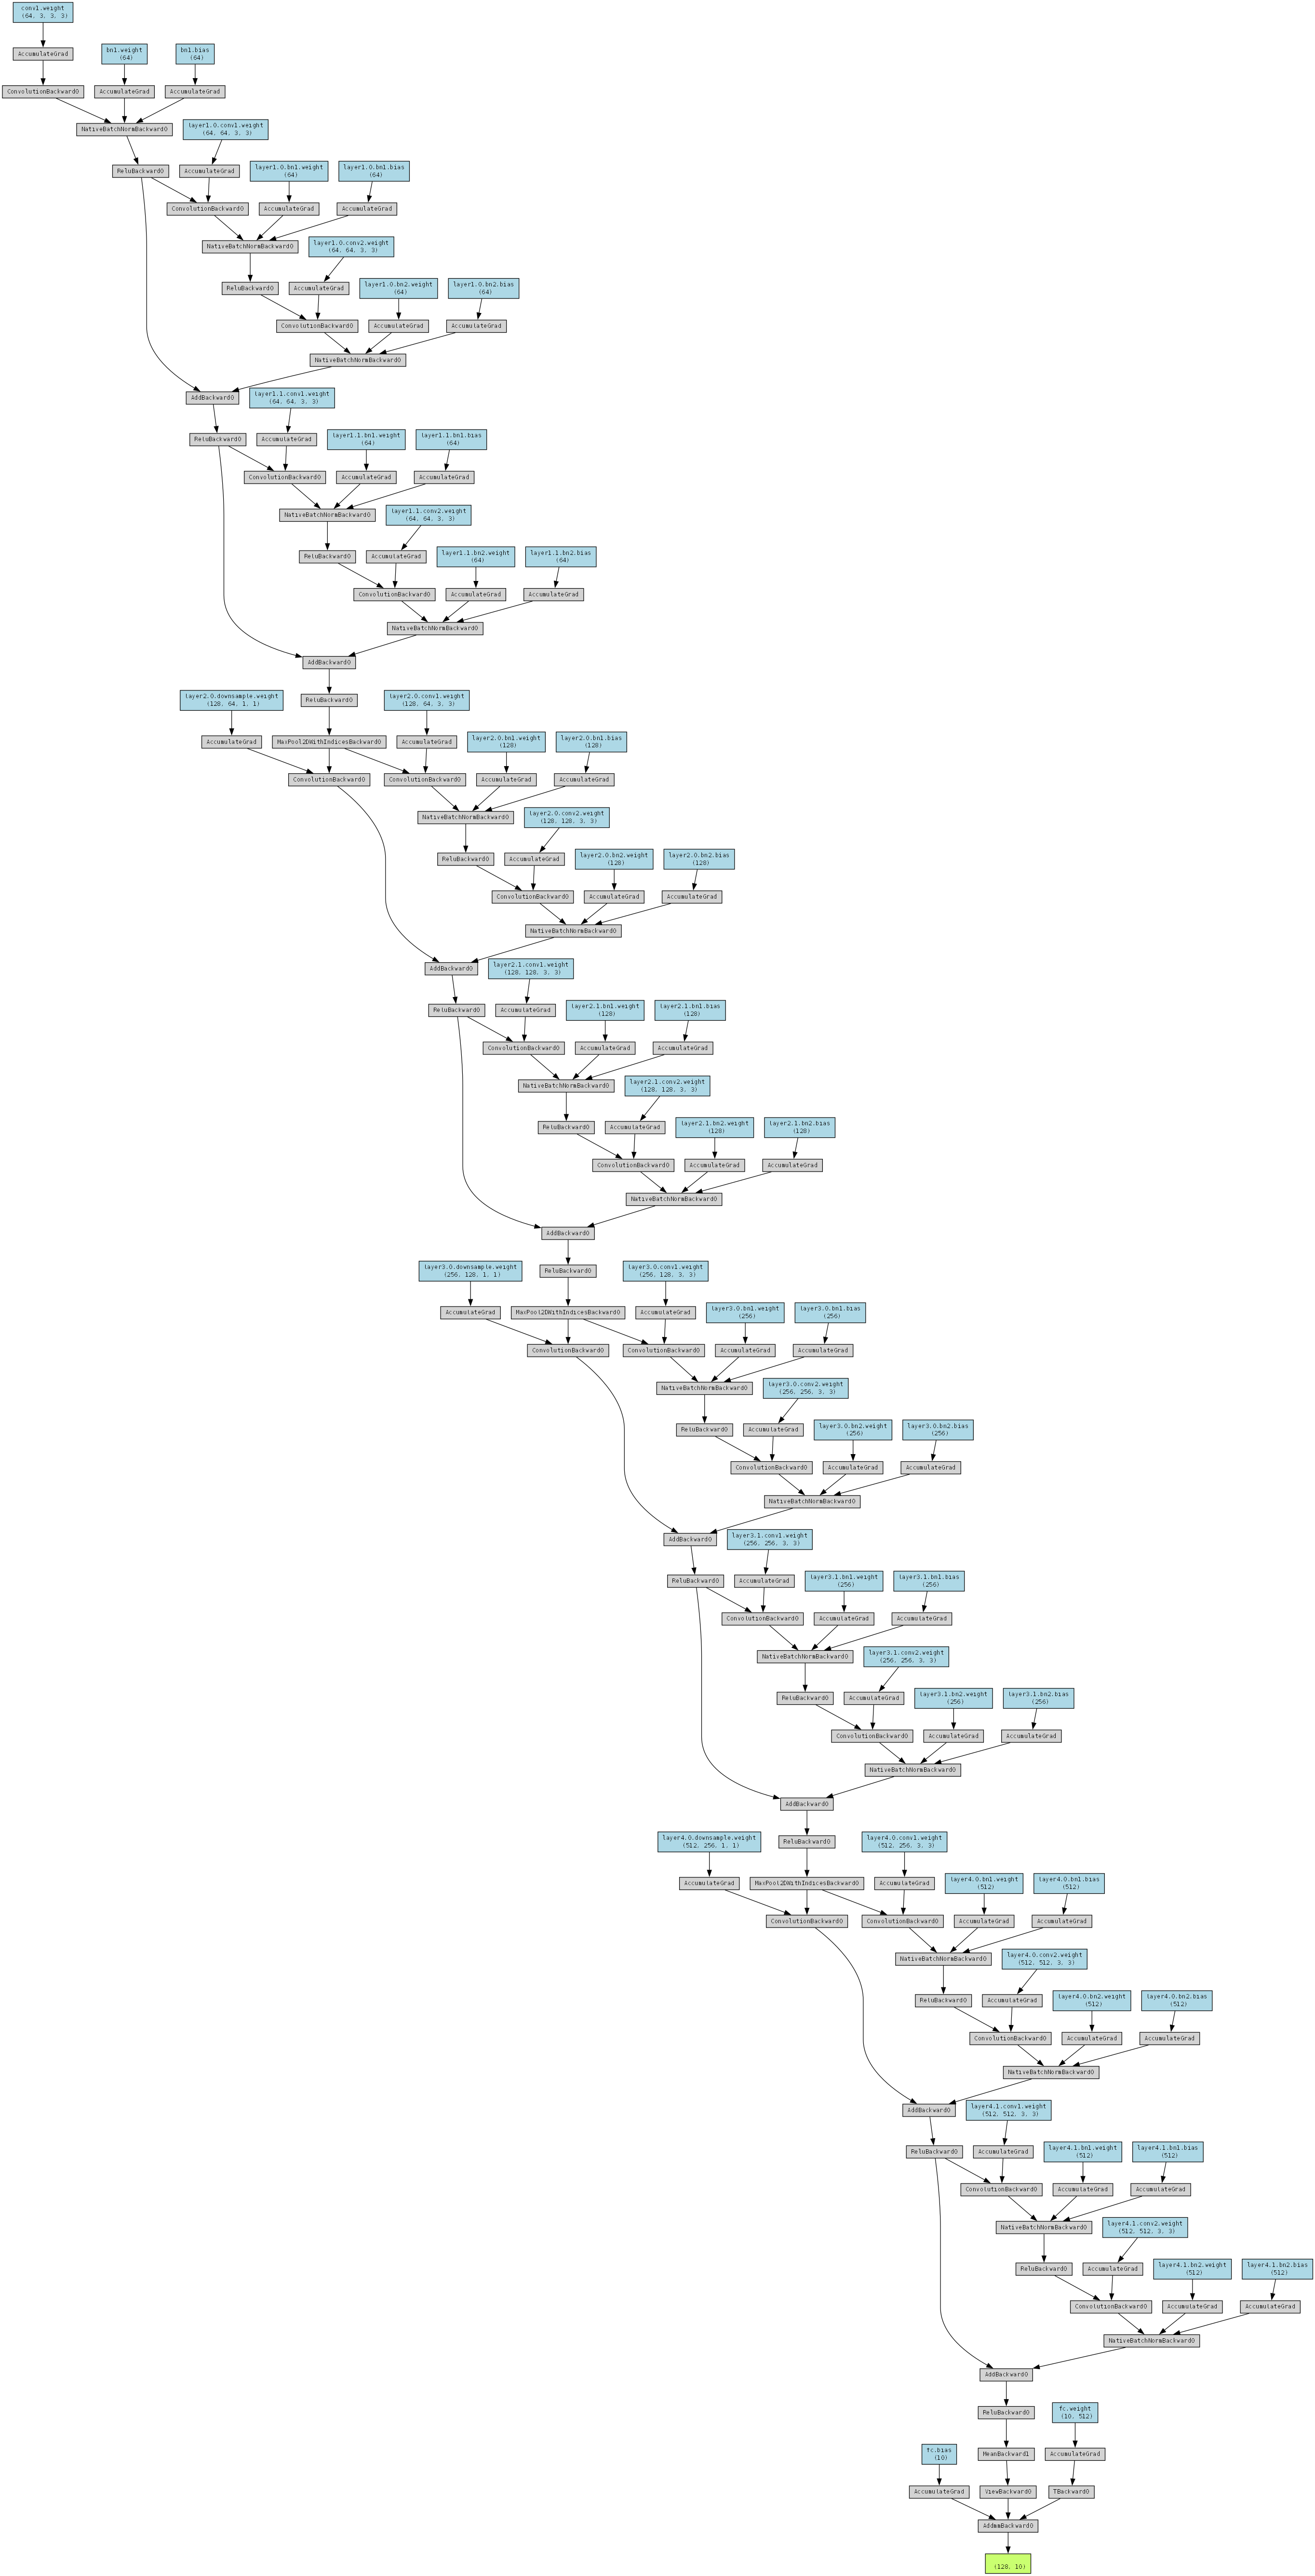 conv1.weight
(64, 3, 3, 3)
AccumulateGrad
bn1.weight
(64)
bn1.bias
(64)
ConvolutionBackward0
AccumulateGrad
AccumulateGrad
NativeBatchNormBackward0
layer1.0.conv1.weight
(64, 64, 3, 3)
ReluBackward0
AccumulateGrad
layer1.0.bn1.weight
(64)
layer1.0.bn1.bias
(64)
ConvolutionBackward0
AccumulateGrad
AccumulateGrad
NativeBatchNormBackward0
layer1.0.conv2.weight
(64, 64, 3, 3)
ReluBackward0
AccumulateGrad
layer1.0.bn2.weight
(64)
layer1.0.bn2.bias
(64)
ConvolutionBackward0
AccumulateGrad
AccumulateGrad
NativeBatchNormBackward0
AddBackward0
layer1.1.conv1.weight
(64, 64, 3, 3)
ReluBackward0
AccumulateGrad
layer1.1.bn1.weight
(64)
layer1.1.bn1.bias
(64)
ConvolutionBackward0
AccumulateGrad
AccumulateGrad
NativeBatchNormBackward0
layer1.1.conv2.weight
(64, 64, 3, 3)
ReluBackward0
AccumulateGrad
layer1.1.bn2.weight
(64)
layer1.1.bn2.bias
(64)
ConvolutionBackward0
AccumulateGrad
AccumulateGrad
NativeBatchNormBackward0
AddBackward0
layer2.0.downsample.weight
(128, 64, 1, 1)
ReluBackward0
layer2.0.conv1.weight
(128, 64, 3, 3)
AccumulateGrad
MaxPool2DWithIndicesBackward0
AccumulateGrad
layer2.0.bn1.weight
(128)
layer2.0.bn1.bias
(128)
ConvolutionBackward0
ConvolutionBackward0
AccumulateGrad
AccumulateGrad
NativeBatchNormBackward0
layer2.0.conv2.weight
(128, 128, 3, 3)
ReluBackward0
AccumulateGrad
layer2.0.bn2.weight
(128)
layer2.0.bn2.bias
(128)
ConvolutionBackward0
AccumulateGrad
AccumulateGrad
NativeBatchNormBackward0
AddBackward0
layer2.1.conv1.weight
(128, 128, 3, 3)
ReluBackward0
AccumulateGrad
layer2.1.bn1.weight
(128)
layer2.1.bn1.bias
(128)
ConvolutionBackward0
AccumulateGrad
AccumulateGrad
NativeBatchNormBackward0
layer2.1.conv2.weight
(128, 128, 3, 3)
ReluBackward0
AccumulateGrad
layer2.1.bn2.weight
(128)
layer2.1.bn2.bias
(128)
ConvolutionBackward0
AccumulateGrad
AccumulateGrad
NativeBatchNormBackward0
AddBackward0
layer3.0.downsample.weight
(256, 128, 1, 1)
ReluBackward0
layer3.0.conv1.weight
(256, 128, 3, 3)
AccumulateGrad
MaxPool2DWithIndicesBackward0
AccumulateGrad
layer3.0.bn1.weight
(256)
layer3.0.bn1.bias
(256)
ConvolutionBackward0
ConvolutionBackward0
AccumulateGrad
AccumulateGrad
NativeBatchNormBackward0
layer3.0.conv2.weight
(256, 256, 3, 3)
ReluBackward0
AccumulateGrad
layer3.0.bn2.weight
(256)
layer3.0.bn2.bias
(256)
ConvolutionBackward0
AccumulateGrad
AccumulateGrad
NativeBatchNormBackward0
AddBackward0
layer3.1.conv1.weight
(256, 256, 3, 3)
ReluBackward0
AccumulateGrad
layer3.1.bn1.weight
(256)
layer3.1.bn1.bias
(256)
ConvolutionBackward0
AccumulateGrad
AccumulateGrad
NativeBatchNormBackward0
layer3.1.conv2.weight
(256, 256, 3, 3)
ReluBackward0
AccumulateGrad
layer3.1.bn2.weight
(256)
layer3.1.bn2.bias
(256)
ConvolutionBackward0
AccumulateGrad
AccumulateGrad
NativeBatchNormBackward0
AddBackward0
layer4.0.downsample.weight
(512, 256, 1, 1)
ReluBackward0
layer4.0.conv1.weight
(512, 256, 3, 3)
AccumulateGrad
MaxPool2DWithIndicesBackward0
AccumulateGrad
layer4.0.bn1.weight
(512)
layer4.0.bn1.bias
(512)
ConvolutionBackward0
ConvolutionBackward0
AccumulateGrad
AccumulateGrad
NativeBatchNormBackward0
layer4.0.conv2.weight
(512, 512, 3, 3)
ReluBackward0
AccumulateGrad
layer4.0.bn2.weight
(512)
layer4.0.bn2.bias
(512)
ConvolutionBackward0
AccumulateGrad
AccumulateGrad
NativeBatchNormBackward0
AddBackward0
layer4.1.conv1.weight
(512, 512, 3, 3)
ReluBackward0
AccumulateGrad
layer4.1.bn1.weight
(512)
layer4.1.bn1.bias
(512)
ConvolutionBackward0
AccumulateGrad
AccumulateGrad
NativeBatchNormBackward0
layer4.1.conv2.weight
(512, 512, 3, 3)
ReluBackward0
AccumulateGrad
layer4.1.bn2.weight
(512)
layer4.1.bn2.bias
(512)
ConvolutionBackward0
AccumulateGrad
AccumulateGrad
NativeBatchNormBackward0
AddBackward0
ReluBackward0
fc.weight
(10, 512)
fc.bias
(10)
MeanBackward1
AccumulateGrad
AccumulateGrad
ViewBackward0
TBackward0
AddmmBackward0
(128, 10)